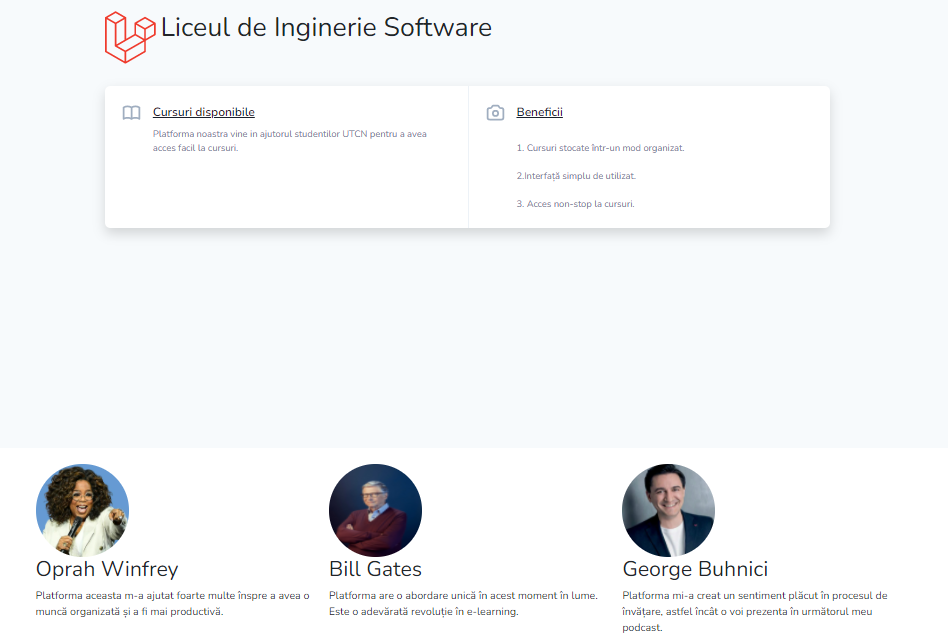 Liceul de Inginerie Software
Cursuri disponibile
Platforma noastra vine in ajutorul studentilor UTCN pentru a avea
acces facil la cursuri.
Beneficii
1. Cursuri stocate într-un mod organizat.
2.Interfață simplu de utilizat.
3. Acces non-stop la cursuri.
Oprah Winfrey
Platforma aceasta m-a ajutat foarte multe înspre a avea o
muncă organizată și a fi mai productivă.
Bill Gates
Platforma are o abordare unică în acest moment în lume.
Este o adevărată revoluție în e-learning.
George Buhnici
Platforma mi-a creat un sentiment plăcut în procesul de
învățare, astfel încât o voi prezenta în următorul meu
podcast.